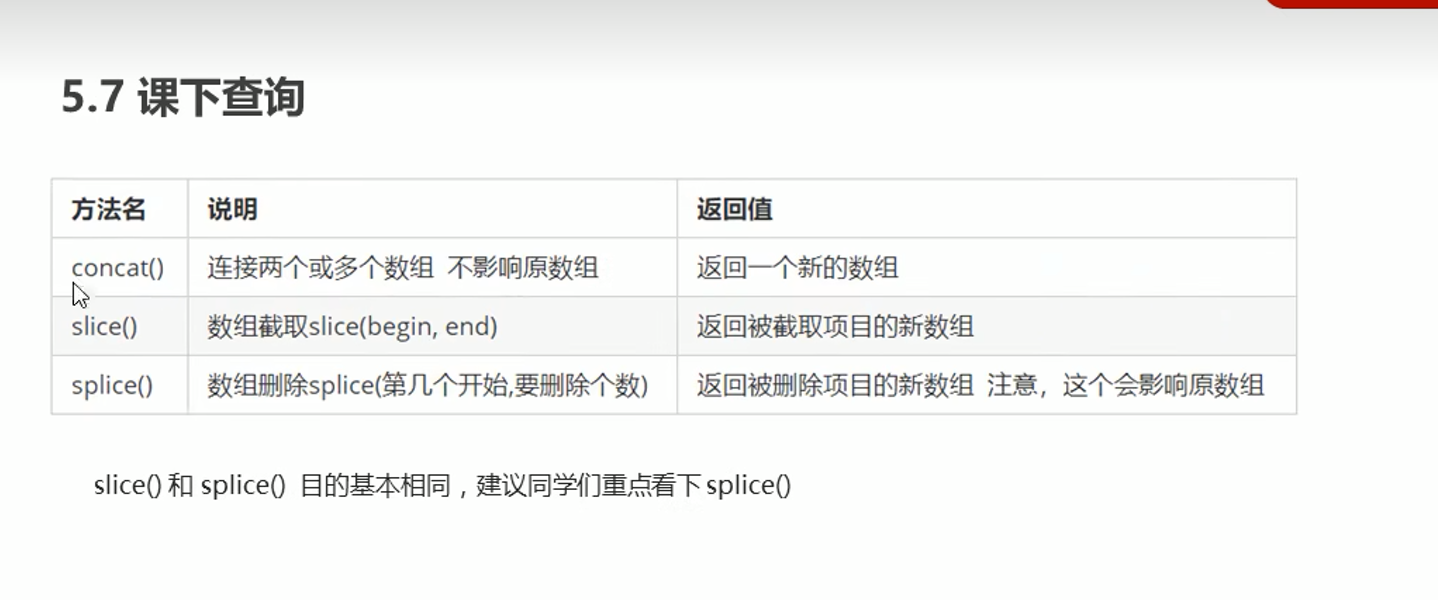 5.7 课下查询
方法名 说明 返回值
concat() 连接两个或多个数组 不影响原数组 返回一个新的数组
slice() 数组截取slice(begin, end) 返回被截取项目的新数组
splice() 数组删除splice(第几个开始,要删除个数) 返回被删除项目的新数组 注意，这个会影响原数组
slice() 和 splice() 目的基本相同，建议同学们重点看下 splice()